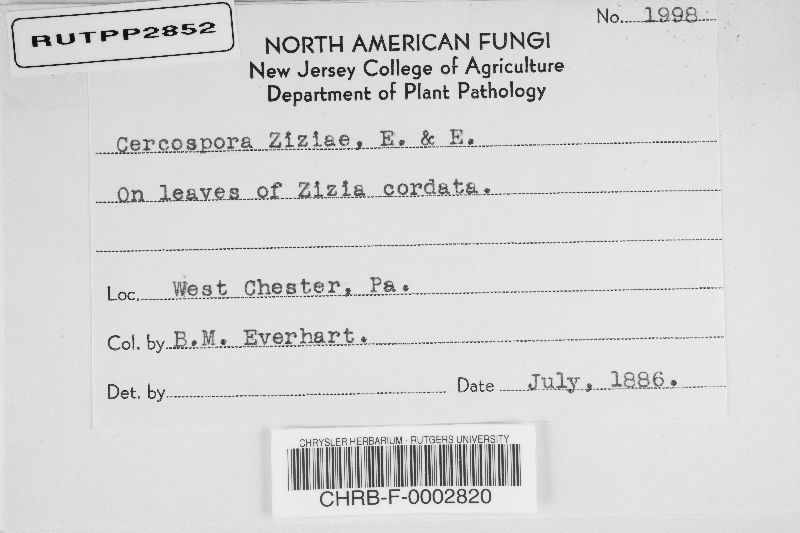 RUTPP2852
No. 1998
NORTH AMERICAN FUNGI
New Jersey College of Agriculture
Department of Plant Pathology
Cercospora Ziziae, E. & E.
On leaves of Zizia cordata.
Loc. West Chester, Pa.
Col. by B.M. Everhart.
Det. by Date July, 1886.
CHRYSLER HERBARIUM - RUTGERS UNIVERSITY
CHRB-F-0002820